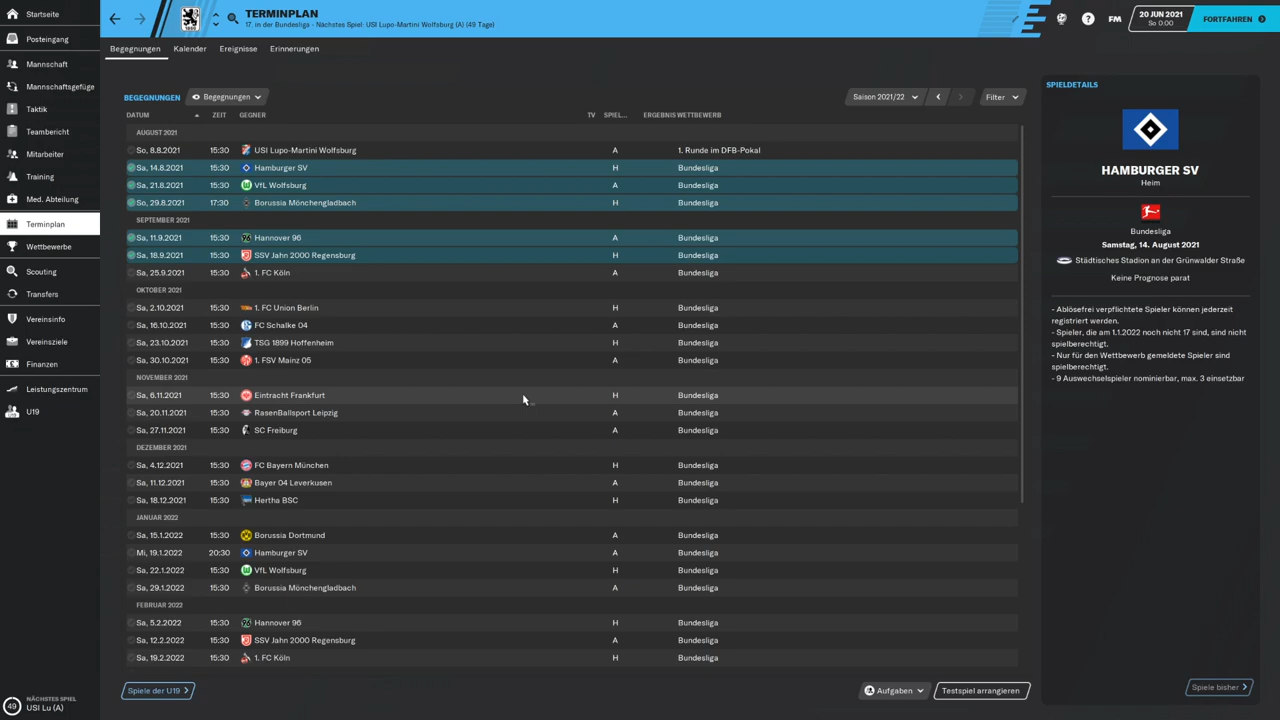 Startseite
Posteingang
Mannschaft
Mannschaftsgefüge
Taktik
Teambericht
Mitarbeiter
Training
Med. Abteilung
Terminplan
Wettbewerbe
Scouting
Transfers
Vereinsinfo
Vereinsziele
Finanzen
Leistungszentrum
U19
49
NÄCHSTES SPIEL
USI Lu (A)
TERMINPLAN
17. in der Bundesliga - Nächstes Spiel: USI Lupo-Martini Wolfsburg (A) (49 Tage)
FM
20 JUN 2021
So 0:00
FORTFAHREN
Begegnungen Kalender Ereignisse Erinnerungen
BEGEGNUNGEN Begegnungen
Saison 2021/22
Filter
DATUM ZEIT GEGNER TV SPIEL... ERGEBNIS WETTBEWERB
AUGUST 2021
So, 8.8.2021 15:30 USI Lupo-Martini Wolfsburg A 1. Runde im DFB-Pokal
Sa, 14.8.2021 15:30 Hamburger SV H Bundesliga
Sa, 21.8.2021 15:30 VfL Wolfsburg A Bundesliga
So, 29.8.2021 17:30 Borussia Mönchengladbach H Bundesliga
SEPTEMBER 2021
Sa, 11.9.2021 15:30 Hannover 96 A Bundesliga
Sa, 18.9.2021 15:30 SSV Jahn 2000 Regensburg H Bundesliga
Sa, 25.9.2021 15:30 1. FC Köln A Bundesliga
OKTOBER 2021
Sa, 2.10.2021 15:30 1. FC Union Berlin H Bundesliga
Sa, 16.10.2021 15:30 FC Schalke 04 A Bundesliga
Sa, 23.10.2021 15:30 TSG 1899 Hoffenheim H Bundesliga
Sa, 30.10.2021 15:30 1. FSV Mainz 05 A Bundesliga
NOVEMBER 2021
Sa, 6.11.2021 15:30 Eintracht Frankfurt H Bundesliga
Sa, 20.11.2021 15:30 RasenBallsport Leipzig A Bundesliga
Sa, 27.11.2021 15:30 SC Freiburg A Bundesliga
DEZEMBER 2021
Sa, 4.12.2021 15:30 FC Bayern München H Bundesliga
Sa, 11.12.2021 15:30 Bayer 04 Leverkusen A Bundesliga
Sa, 18.12.2021 15:30 Hertha BSC H Bundesliga
JANUAR 2022
Sa, 15.1.2022 15:30 Borussia Dortmund A Bundesliga
Mi, 19.1.2022 20:30 Hamburger SV A Bundesliga
Sa, 22.1.2022 15:30 VfL Wolfsburg H Bundesliga
Sa, 29.1.2022 15:30 Borussia Mönchengladbach A Bundesliga
FEBRUAR 2022
Sa, 5.2.2022 15:30 Hannover 96 H Bundesliga
Sa, 12.2.2022 15:30 SSV Jahn 2000 Regensburg A Bundesliga
Sa, 19.2.2022 15:30 1. FC Köln H Bundesliga
Spiele der U19
Aufgaben
Testspiel arrangieren
SPIELDETAILS
HAMBURGER SV
Heim
Bundesliga
Samstag, 14. August 2021
Städtisches Stadion an der Grünwalder Straße
Keine Prognose parat
- Ablösefrei verpflichtete Spieler können jederzeit
registriert werden.
- Spieler, die am 1.1.2022 noch nicht 17 sind, sind nicht
spielberechtigt.
- Nur für den Wettbewerb gemeldete Spieler sind
spielberechtigt.
- 9 Auswechselspieler nominierbar, max. 3 einsetzbar
Spiele bisher